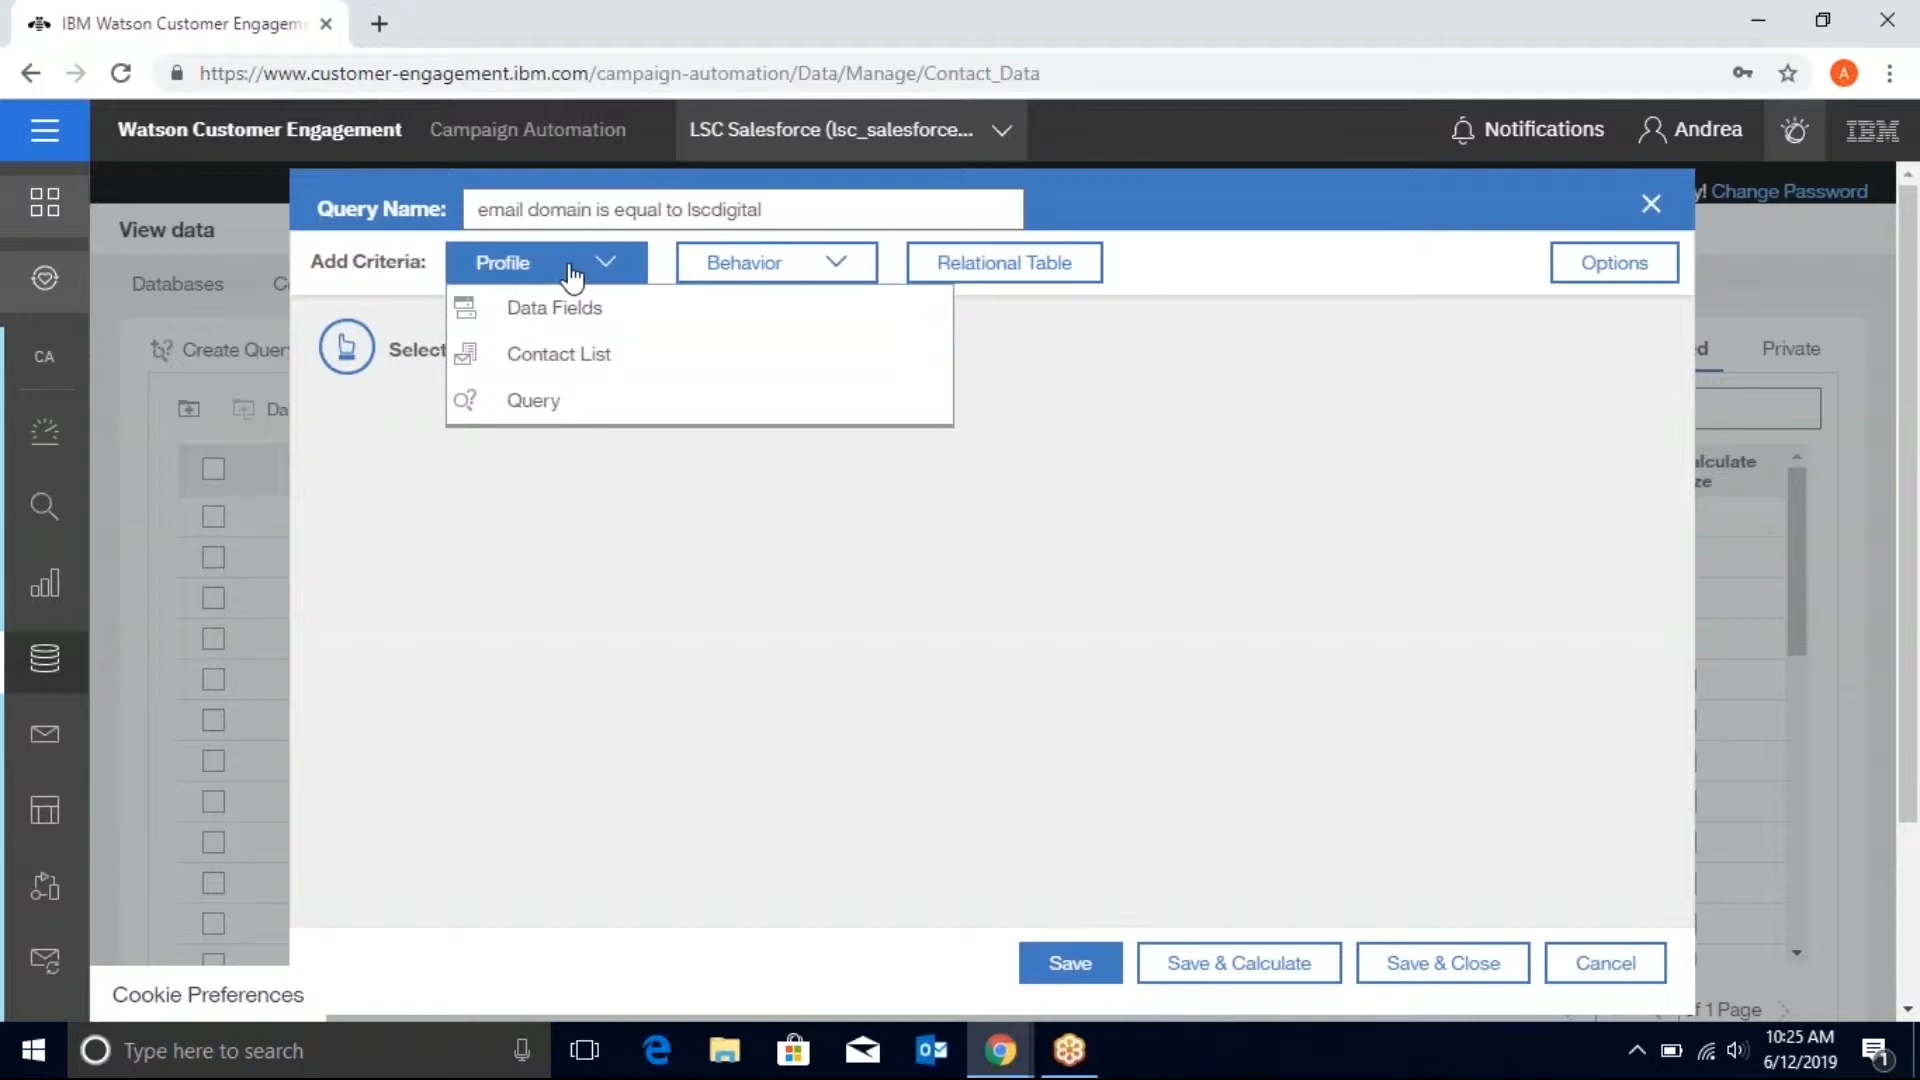 IBM Watson Customer Engagem
https://www.customer-engagement.ibm.com/campaign-automation/Data/Manage/Contact_Data
A
Watson Customer Engagement
Campaign Automation
LSC Salesforce (lsc_salesforce...
Notifications
Andrea
IBM
y! Change Password
View data
Query Name:
email domain is equal to lscdigital
Add Criteria:
Profile
Behavior
Relational Table
Options
Databases
Data Fields
Contact List
Query
Create Quer
Select
d
Private
CA
Da
alculate
ze
Save
Save & Calculate
Save & Close
Cancel
Cookie Preferences
f 1 Page
Type here to search
10:25 AM
6/12/2019
1